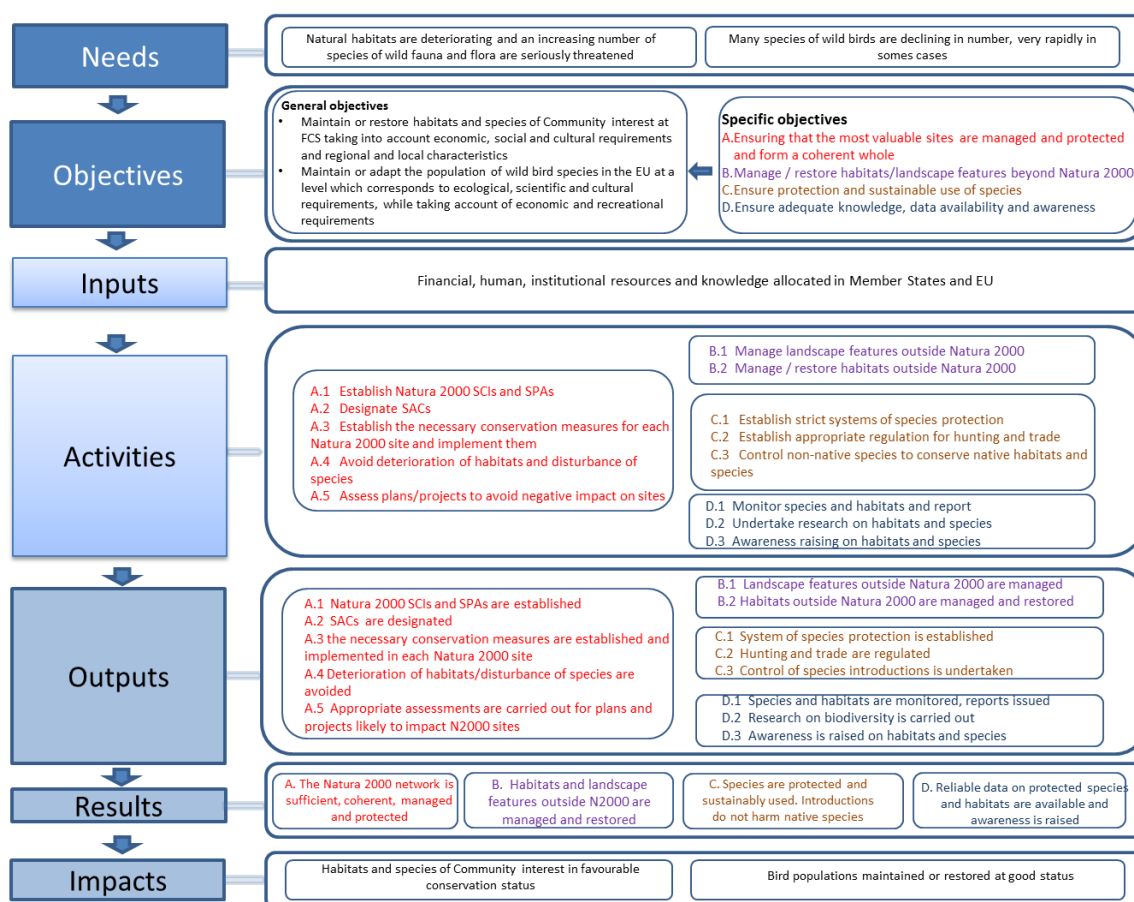 Needs
Natural habitats are deteriorating and an increasing number of
species of wild fauna and flora are seriously threatened
Many species of wild birds are declining in number, very rapidly in
somes cases
Objectives
General objectives
• Maintain or restore habitats and species of Community interest at
FCS taking into account economic, social and cultural requirements
and regional and local characteristics
• Maintain or adapt the population of wild bird species in the EU at a
level which corresponds to ecological, scientific and cultural
requirements, while taking account of economic and recreational
requirements
Specific objectives
A.Ensuring that the most valuable sites are managed and protected
and form a coherent whole
B.Manage / restore habitats/landscape features beyond Natura 2000
C.Ensure protection and sustainable use of species
D.Ensure adequate knowledge, data availability and awareness
Inputs
Financial, human, institutional resources and knowledge allocated in Member States and EU
Activities
A.1 Establish Natura 2000 SCIs and SPAs
A.2 Designate SACs
A.3 Establish the necessary conservation measures for each
Natura 2000 site and implement them
A.4 Avoid deterioration of habitats and disturbance of
species
A.5 Assess plans/projects to avoid negative impact on sites
B.1 Manage landscape features outside Natura 2000
B.2 Manage / restore habitats outside Natura 2000
C.1 Establish strict systems of species protection
C.2 Establish appropriate regulation for hunting and trade
C.3 Control non-native species to conserve native habitats and
species
D.1 Monitor species and habitats and report
D.2 Undertake research on habitats and species
D.3 Awareness raising on habitats and species
Outputs
A.1 Natura 2000 SCIs and SPAs are established
A.2 SACs are designated
A.3 the necessary conservation measures are established and
implemented in each Natura 2000 site
A.4 Deterioration of habitats/disturbance of species are
avoided
A.5 Appropriate assessments are carried out for plans and
projects likely to impact N2000 sites
B.1 Landscape features outside Natura 2000 are managed
B.2 Habitats outside Natura 2000 are managed and restored
C.1 System of species protection is established
C.2 Hunting and trade are regulated
C.3 Control of species introductions is undertaken
D.1 Species and habitats are monitored, reports issued
D.2 Research on biodiversity is carried out
D.3 Awareness is raised on habitats and species
Results
A. The Natura 2000 network is
sufficient, coherent, managed
and protected
B. Habitats and landscape
features outside N2000 are
managed and restored
C. Species are protected and
sustainably used. Introductions
do not harm native species
D. Reliable data on protected species
and habitats are available and
awareness is raised
Impacts
Habitats and species of Community interest in favourable
conservation status
Bird populations maintained or restored at good status